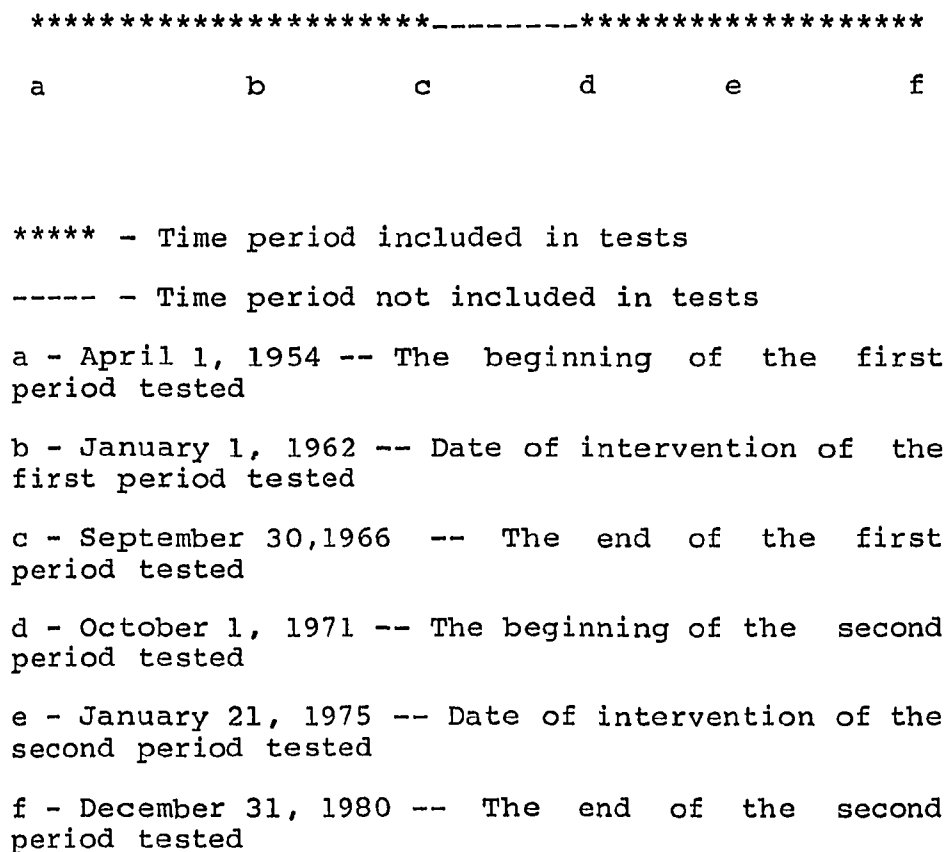 **********************--------*******************
a b c d e f
***** - Time period included in tests
----- - Time period not included in tests
a - April 1, 1954 -- The beginning of the first
period tested
b - January 1, 1962 -- Date of intervention of the
first period tested
c - September 30,1966 -- The end of the first
period tested
d - October 1, 1971 -- The beginning of the second
period tested
e - January 21, 1975 -- Date of intervention of the
second period tested
f - December 31, 1980 -- The end of the second
period tested